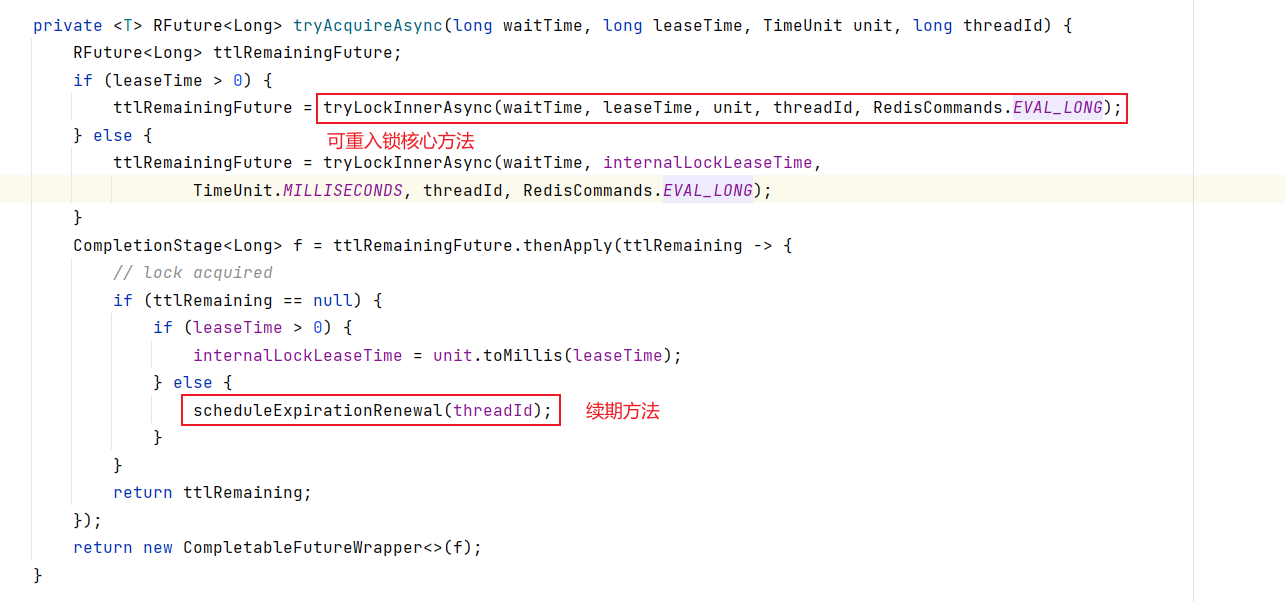 private <T> RFuture<Long> tryAcquireAsync(long waitTime, long leaseTime, TimeUnit unit, long threadId) {
RFuture<Long> ttlRemainingFuture;
if (leaseTime > 0) {
ttlRemainingFuture = tryLockInnerAsync(waitTime, leaseTime, unit, threadId, RedisCommands.EVAL_LONG);
} else {
可重入锁核心方法
ttlRemainingFuture = tryLockInnerAsync(waitTime, internalLockLeaseTime,
TimeUnit.MILLISECONDS, threadId, RedisCommands.EVAL_LONG);
}
CompletionStage<Long> f = ttlRemainingFuture.thenApply(ttlRemaining -> {
// lock acquired
if (ttlRemaining == null) {
if (leaseTime > 0) {
internalLockLeaseTime = unit.toMillis(leaseTime);
} else {
scheduleExpirationRenewal(threadId); 续期方法
}
}
return ttlRemaining;
});
return new CompletableFutureWrapper<>(f);
}